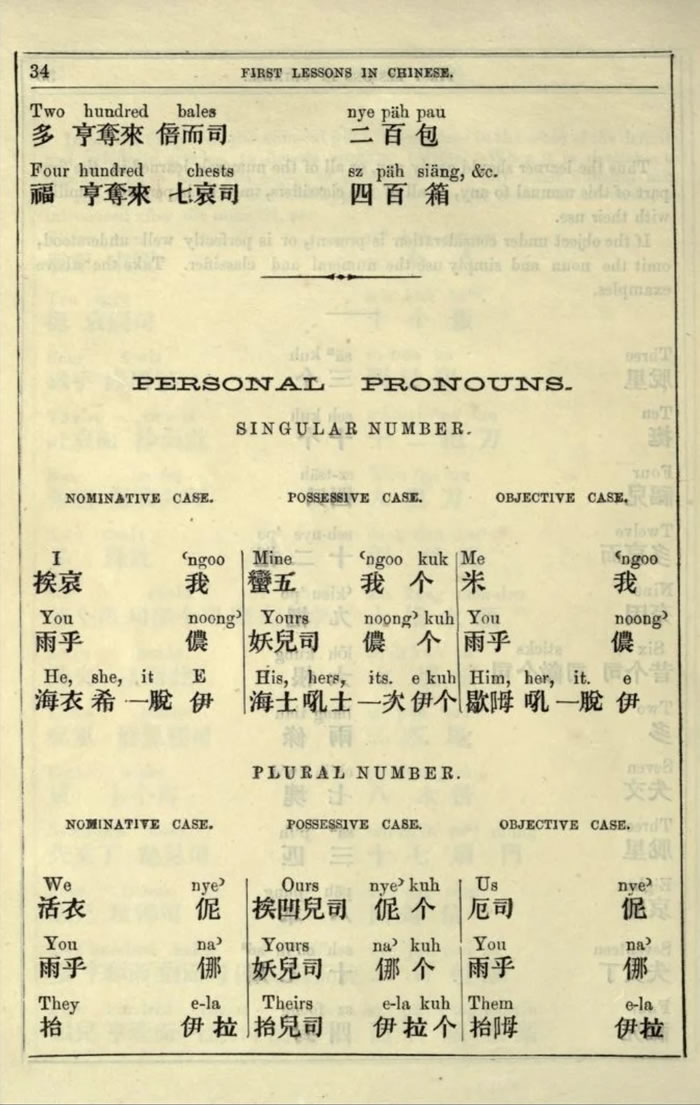 34 FIRST LESSONS IN CHINESE.
Two hundred bales nye päh pau
多 亨奪來 倍而司 二 百 包
Four hundred chests sz päh siäng, &c.
福 亨奪來 七哀司 四 百 箱
PERSONAL PRONOUNS.
SINGULAR NUMBER.
NOMINATIVE CASE. POSSESSIVE CASE. OBJECTIVE CASE.
I ʻngoo Mine ʻngoo kuk Me ʻngoo
挨哀 我 蠻五 我 个 米 我
You noongʾ Yours noongʾ kuh You noongʾ
雨乎 儂 妖兒司 儂 个 雨乎 儂
He, she, it E His, hers, its. e kuh Him, her, it. e
海衣 希 一脫 伊 海士 吼士 一次 伊个 歇 吼 一脫 伊
PLURAL NUMBER.
NOMINATIVE CASE. POSSESSIVE CASE. OBJECTIVE CASE.
We nyeʾ Ours nyeʾ kuh Us nyeʾ
活衣 伲 挨凹兒司 伲 个 厄司 伲
You naʾ Yours naʾ kuh You naʾ
雨乎 㑚 妖兒司 㑚 个 雨乎 㑚
They e-la Theirs e-la kuh Them e-la
抬 伊拉 抬兒司 伊拉个 抬 伊拉